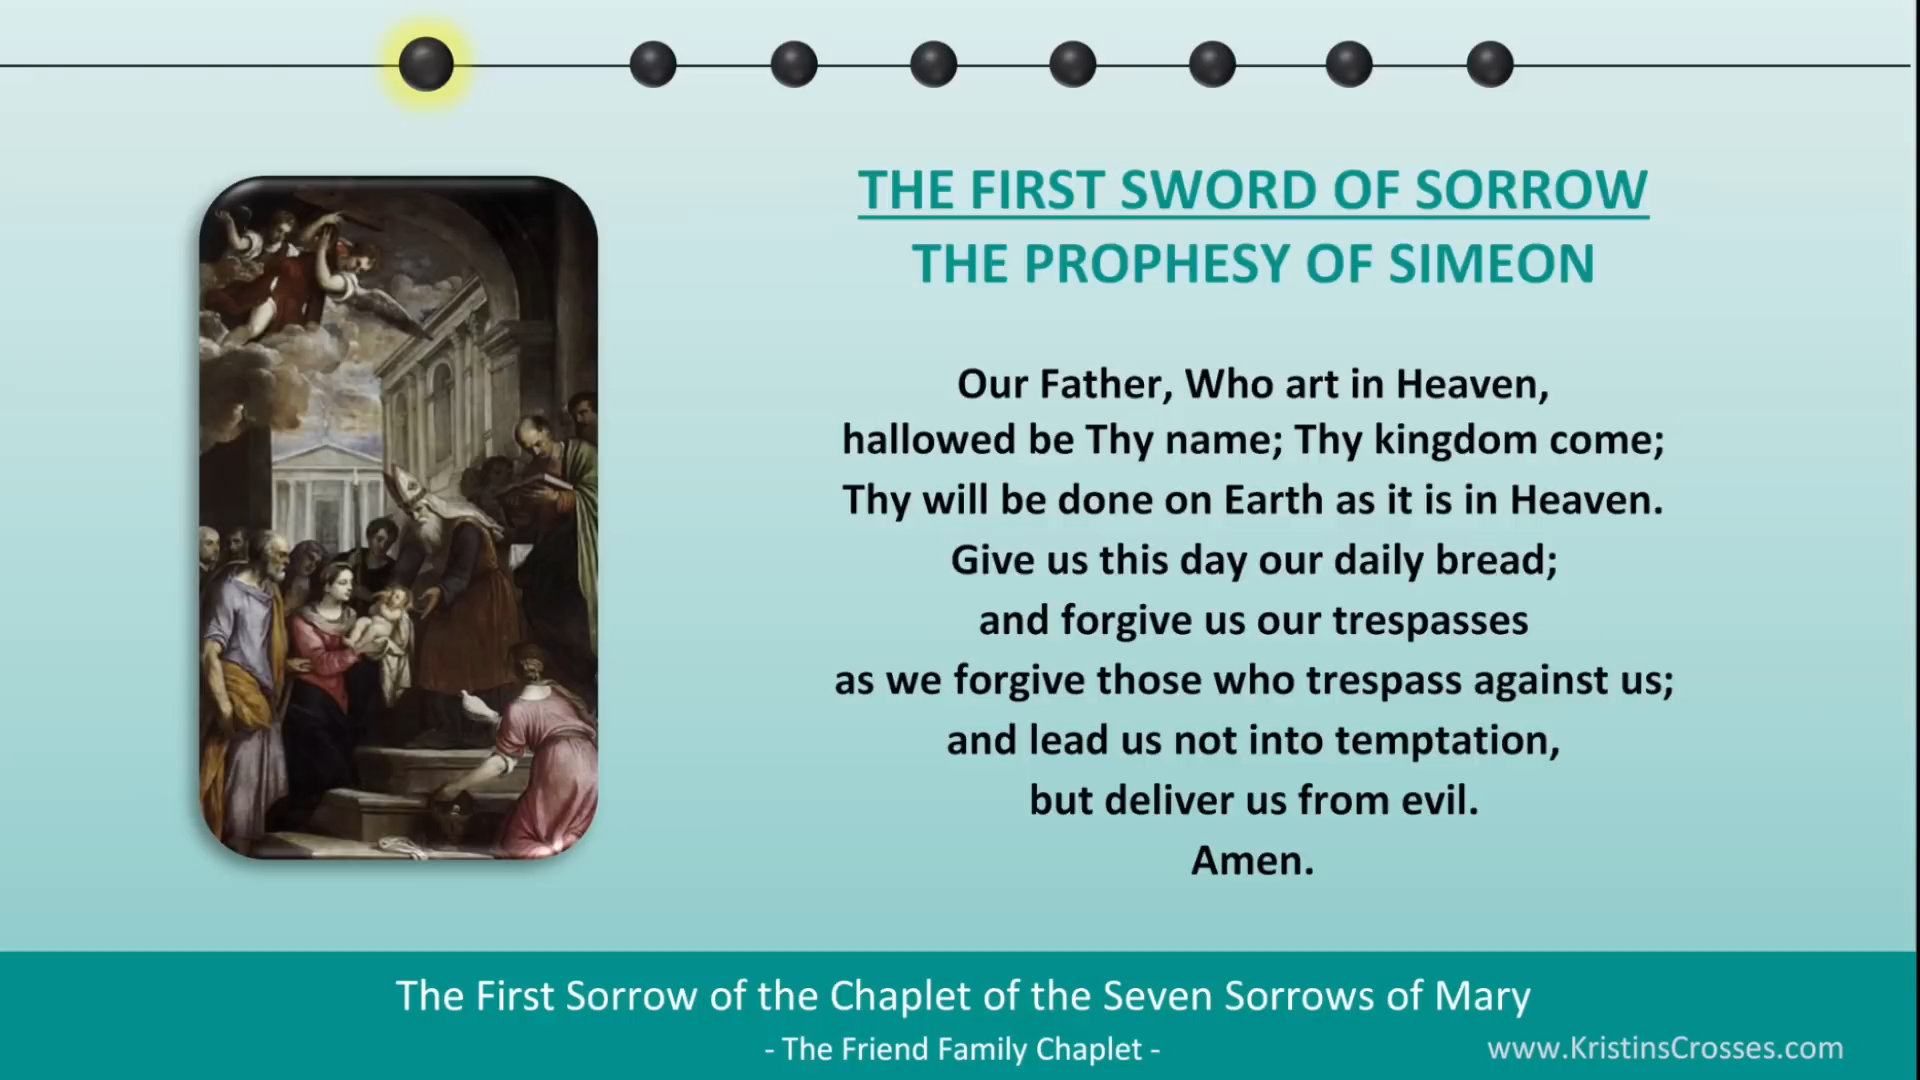 THE FIRST SWORD OF SORROW
THE PROPHESY OF SIMEON
Our Father, Who art in Heaven,
hallowed be Thy name; Thy kingdom come;
Thy will be done on Earth as it is in Heaven.
Give us this day our daily bread;
and forgive us our trespasses
as we forgive those who trespass against us;
and lead us not into temptation,
but deliver us from evil.
Amen.
The First Sorrow of the Chaplet of the Seven Sorrows of Mary
- The Friend Family Chaplet -
www.KristinsCrosses.com